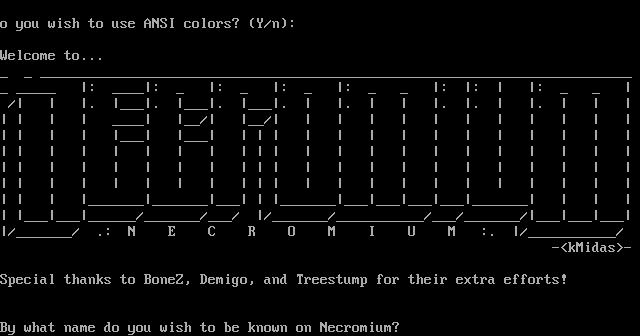 o you wish to use ANSI colors? (Y/n):
Welcome to...
.: N E C R O M I U M :.
-<kMidas>-
Special thanks to BoneZ, Demigo, and Treestump for their extra efforts!
By what name do you wish to be known on Necromium?